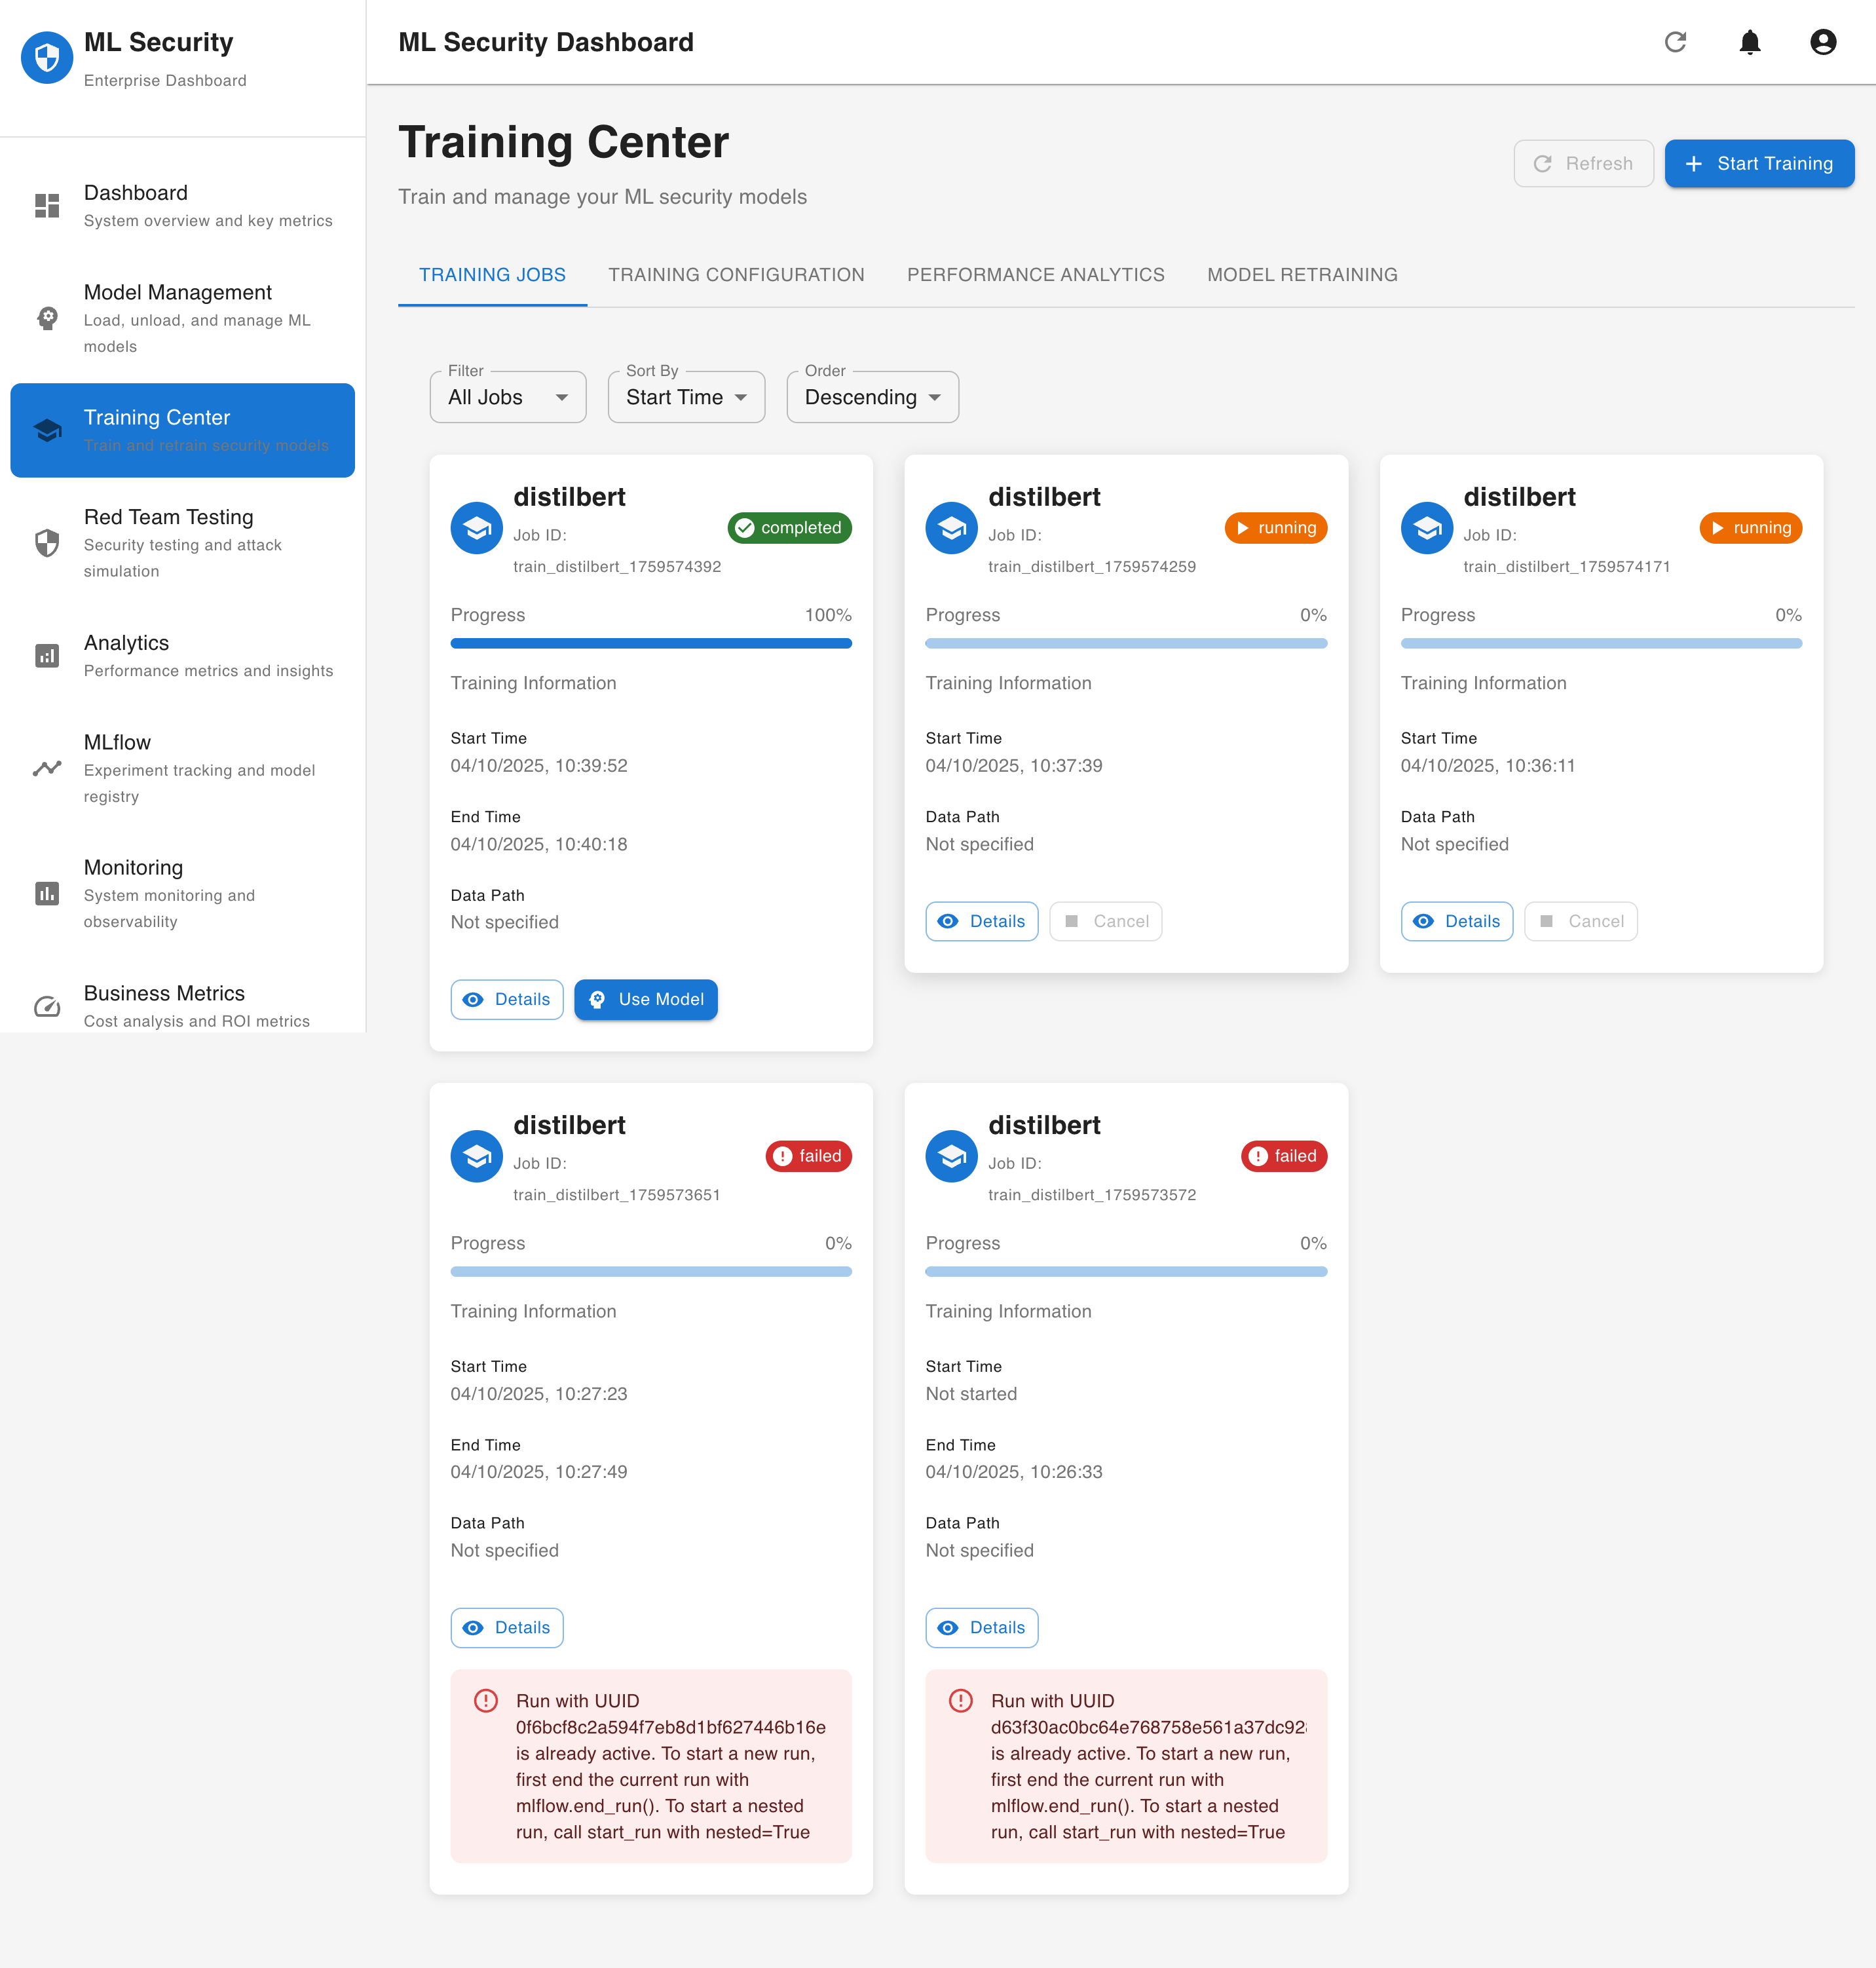 ML Security
Enterprise Dashboard
Dashboard
System overview and key metrics
Model Management
Load, unload, and manage ML
models
Training Center
Train and retrain security models
Red Team Testing
Security testing and attack
simulation
Analytics
Performance metrics and insights
MLflow
Experiment tracking and model
registry
Monitoring
System monitoring and
observability
Business Metrics
Cost analysis and ROI metrics
ML Security Dashboard
Training Center
Train and manage your ML security models
Refresh
Start Training
TRAINING JOBS
TRAINING CONFIGURATION
PERFORMANCE ANALYTICS
MODEL RETRAINING
Filter
All Jobs
Sort By
Start Time
Order
Descending
distilbert
Job ID:
train_distilbert_1759574392
completed
Progress
100%
Training Information
Start Time
04/10/2025, 10:39:52
End Time
04/10/2025, 10:40:18
Data Path
Not specified
Details
Use Model
distilbert
Job ID:
train_distilbert_1759574259
running
Progress
0%
Training Information
Start Time
04/10/2025, 10:37:39
Data Path
Not specified
Details
Cancel
distilbert
Job ID:
train_distilbert_1759574171
running
Progress
0%
Training Information
Start Time
04/10/2025, 10:36:11
Data Path
Not specified
Details
Cancel
distilbert
Job ID:
train_distilbert_1759573651
failed
Progress
0%
Training Information
Start Time
04/10/2025, 10:27:23
End Time
04/10/2025, 10:27:49
Data Path
Not specified
Details
Run with UUID
0f6bcf8c2a594f7eb8d1bf627446b16e
is already active. To start a new run,
first end the current run with
mlflow.end_run(). To start a nested
run, call start_run with nested=True
distilbert
Job ID:
train_distilbert_1759573572
failed
Progress
0%
Training Information
Start Time
Not started
End Time
04/10/2025, 10:26:33
Data Path
Not specified
Details
Run with UUID
d63f30ac0bc64e768758e561a37dc92
is already active. To start a new run,
first end the current run with
mlflow.end_run(). To start a nested
run, call start_run with nested=True